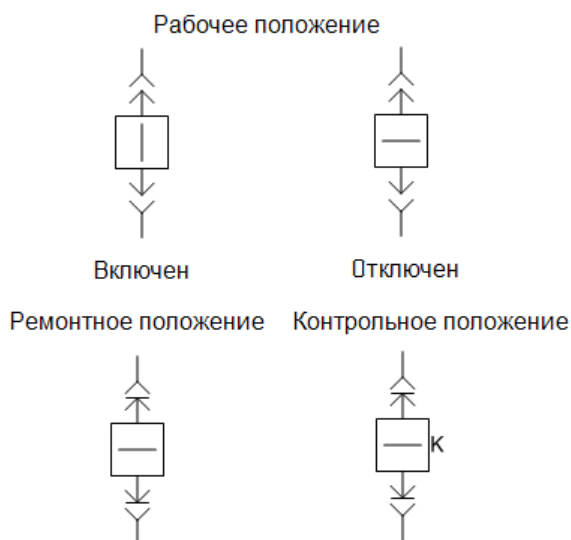 Рабочее положение
Включен Отключен
Ремонтное положение Контрольное положение
К